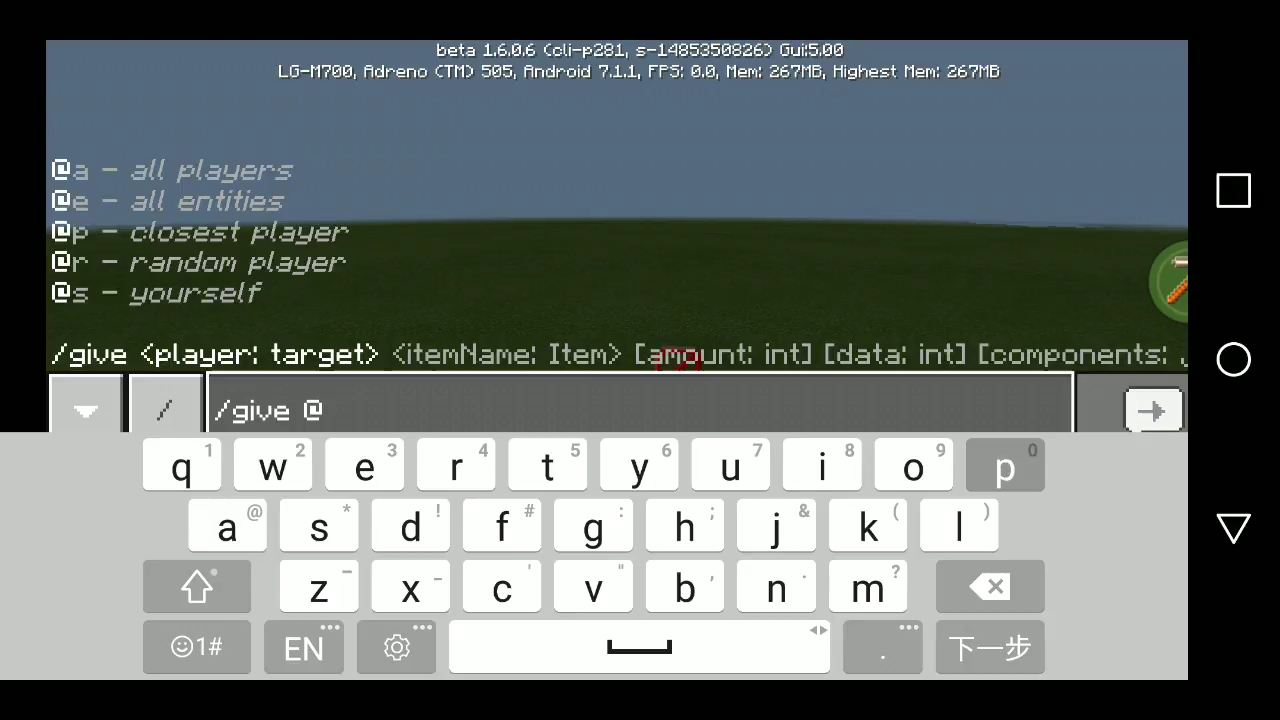 beta 1.6.0.6 (cli-p281, s-1485350826) Gui:5.00
LG-M700, Adreno (TM) 505, Android 7.1.1, FPS: 0.0, Mem: 267MB, Highest Mem: 267MB
@a – all players
@e – all entities
@p – closest player
@r – random player
@s – yourself
/give <player: target> <itemName: Item> [amount: int] [data: int] [components:
/ /give @
q 1 w 2 e 3 r 4 t 5 y 6 u 7 i 8 o 9 p 0
a @ s * d ! f # g : h ; j & k ( l )
z – x - c ' v " b , n . m ?
1# EN . 下一步